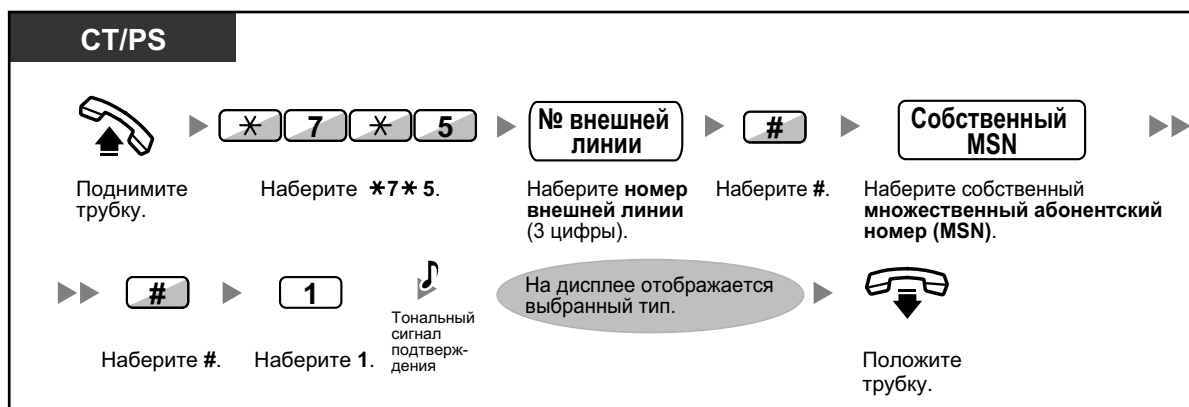 CT/PS
✳ 7 ✳ 5
№ внешней
линии
#
Собственный
MSN
Поднимите
трубку.
Наберите ✳7✳ 5.
Наберите номер
внешней линии
(3 цифры).
Наберите #.
Наберите собственный
множественный абонентский
номер (MSN).
#
1
Тональный
сигнал
подтверж-
дения
На дисплее отображается
выбранный тип.
Наберите #.
Наберите 1.
Положите
трубку.